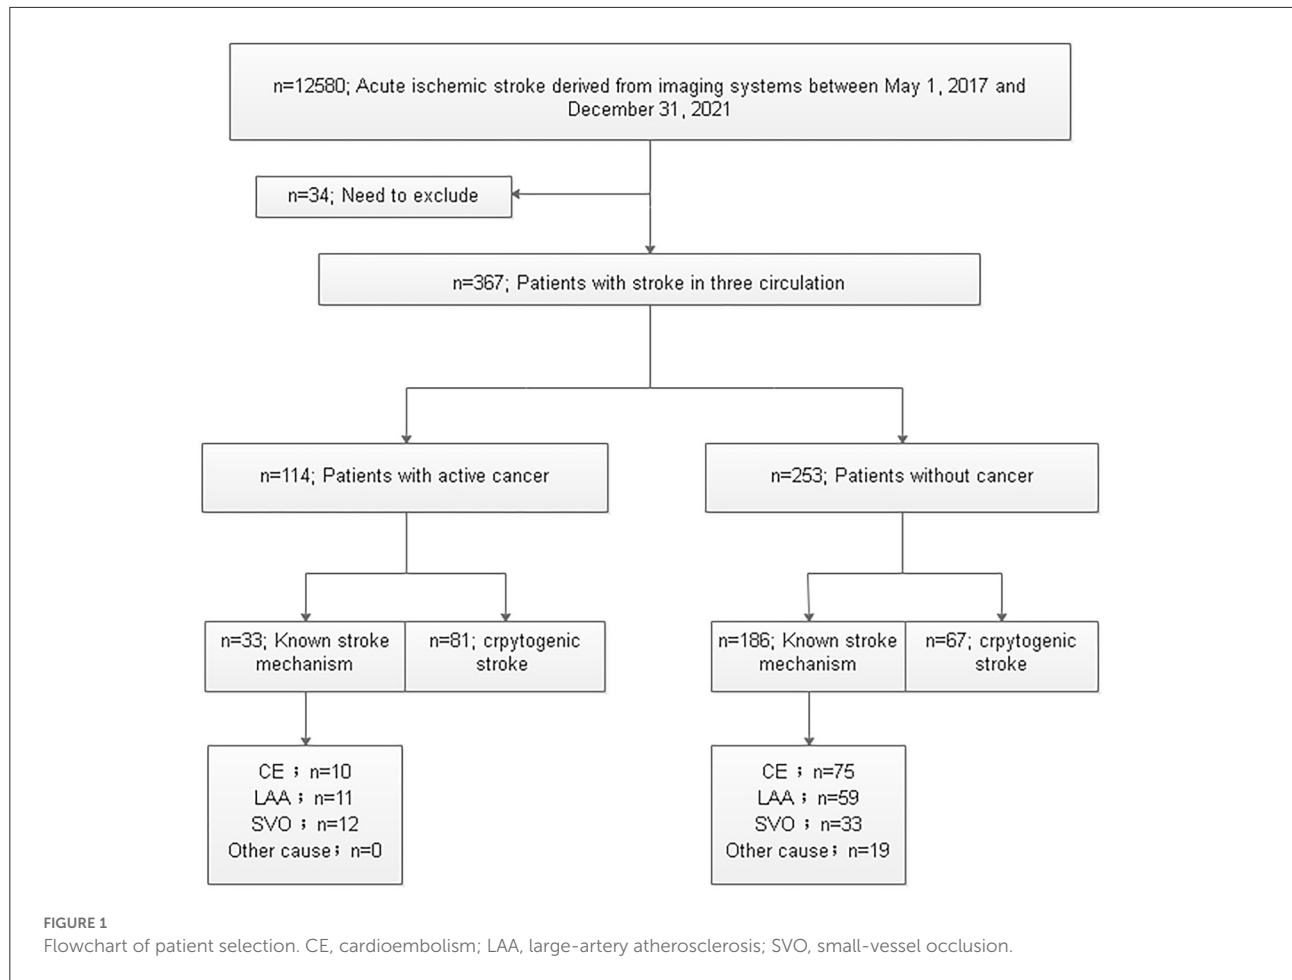 n=12580; Acute ischemic stroke derived from imaging systems between May 1, 2017 and
December 31, 2021
n=34; Need to exclude
n=367; Patients with stroke in three circulation
n=114; Patients with active cancer
n=253; Patients without cancer
n=33; Known stroke
mechanism
n=81; crpytogenic
stroke
n=186; Known stroke
mechanism
n=67; crpytogenic
stroke
CE ; n=10
LAA ; n=11
SVO ; n=12
Other cause; n=0
CE ; n=75
LAA ; n=59
SVO ; n=33
Other cause; n=19
FIGURE 1
Flowchart of patient selection. CE, cardioembolism; LAA, large-artery atherosclerosis; SVO, small-vessel occlusion.